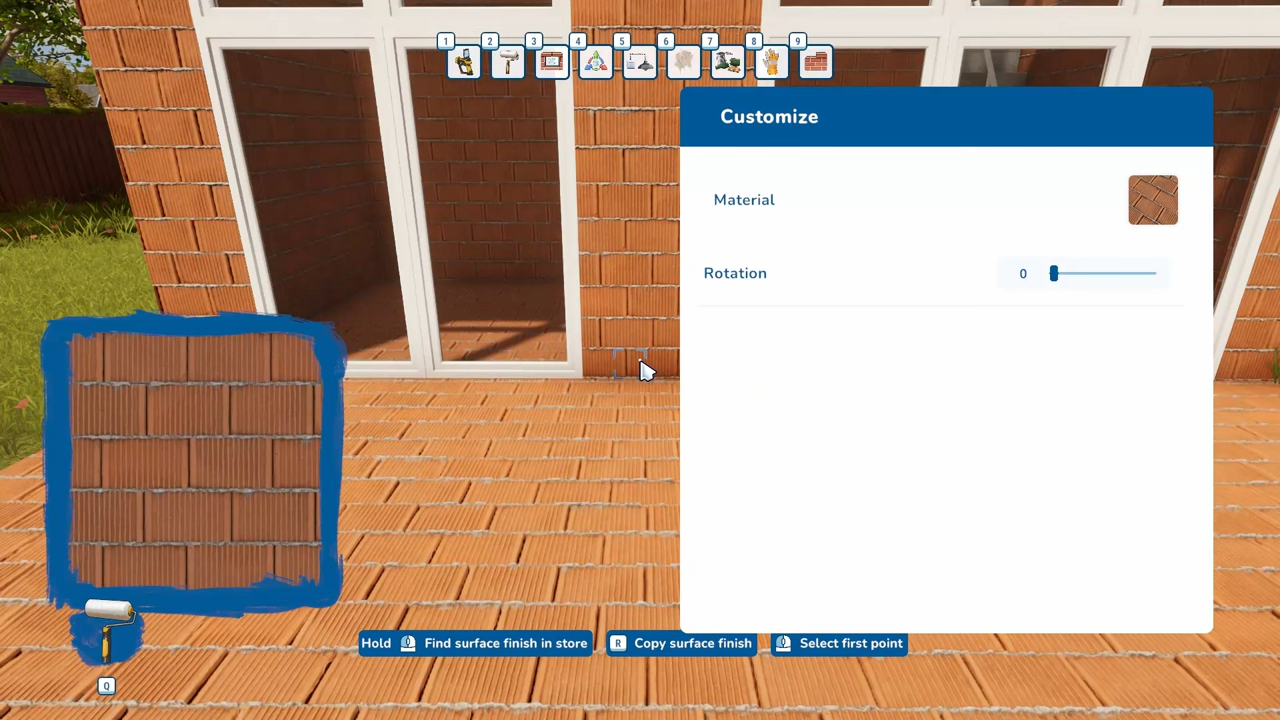 1 2 3 4 5 6 7 8 9
Customize
Material
Rotation 0
Hold Find surface finish in store R Copy surface finish Select first point
Q